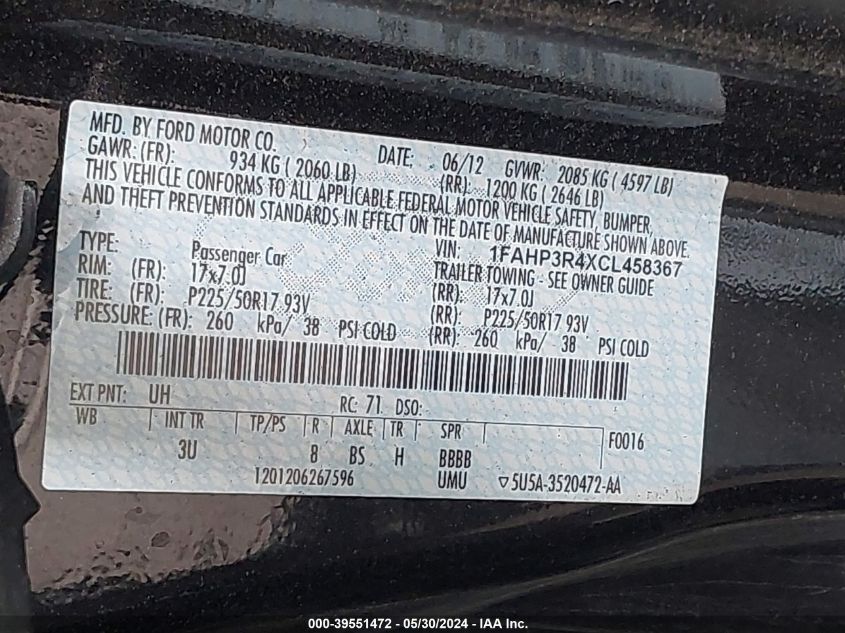 MFD. BY FORD MOTOR CO.
DATE: 06/12 GVWR: 2085 KG ( 4597 LB)
GAWR: (FR): 934 KG ( 2060 LB) (RR): 1200 KG ( 2646 LB)
THIS VEHICLE CONFORMS TO ALL APPLICABLE FEDERAL MOTOR VEHICLE SAFETY, BUMPER,
AND THEFT PREVENTION STANDARDS IN EFFECT ON THE DATE OF MANUFACTURE SHOWN ABOVE.
VIN: 1FAHP3R4XCL458367
TYPE: Passenger Car TRAILER TOWING - SEE OWNER GUIDE
RIM: (FR): 17x7.0J (RR): 17x7.0J
TIRE: (FR): P225/50R17 93V (RR): P225/50R17 93V
PRESSURE: (FR): 260 kPa/ 38 PSI COLD (RR): 260 kPa/ 38 PSI COLD
EXT PNT: UH RC: 71 DSO:
WB INT TR TP/PS R AXLE TR SPR F0016
3U 8 BS H BBBB
1201206267596 UMU ▽5U5A-3520472-AA
000-39551472 — 05/30/2024 — IAA Inc.